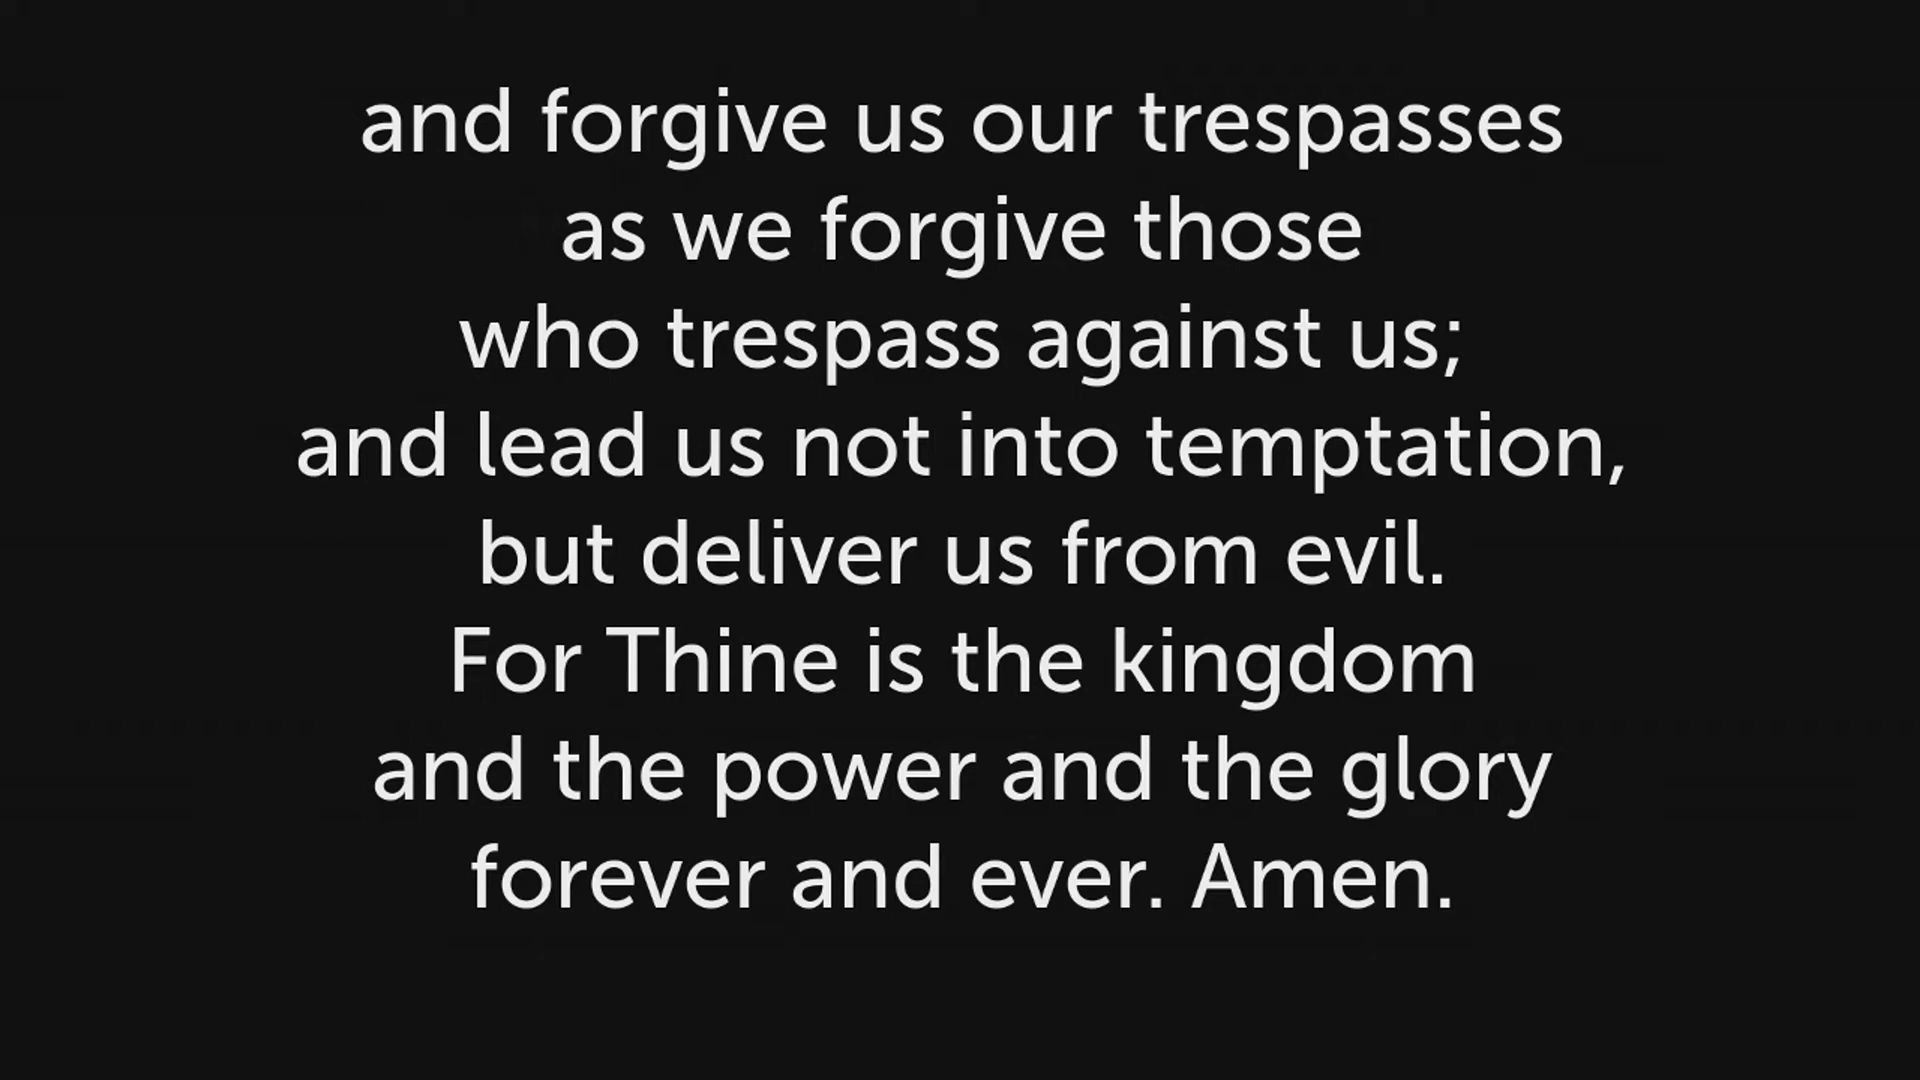 and forgive us our trespasses
as we forgive those
who trespass against us;
and lead us not into temptation,
but deliver us from evil.
For Thine is the kingdom
and the power and the glory
forever and ever. Amen.